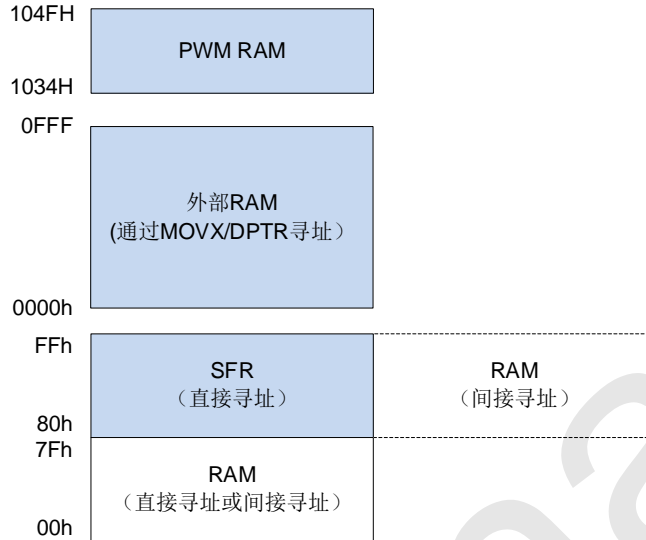 104FH
PWM RAM
1034H
0FFF
外部RAM
(通过MOVX/DPTR寻址）
0000h
FFh
SFR
（直接寻址）
RAM
（间接寻址）
80h
7Fh
RAM
（直接寻址或间接寻址）
00h